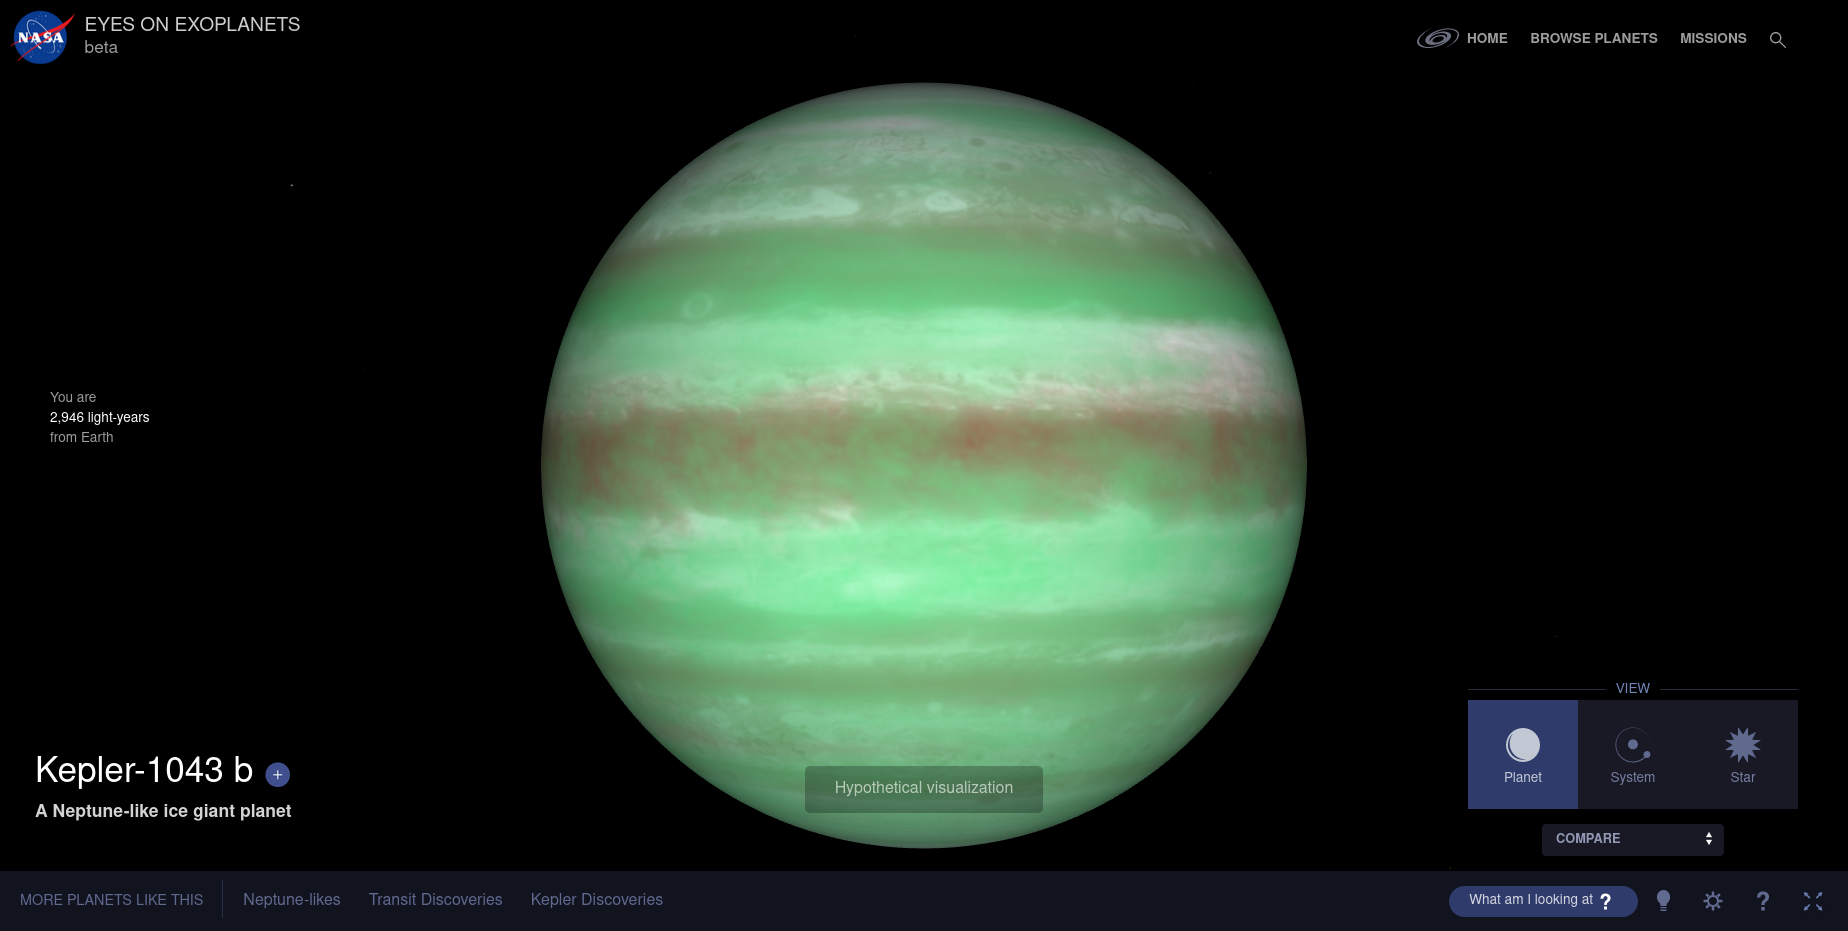 NASA
EYES ON EXOPLANETS
beta
HOME
BROWSE PLANETS
MISSIONS
You are
2,946 light-years
from Earth
Kepler-1043 b +
A Neptune-like ice giant planet
Hypothetical visualization
VIEW
Planet
System
Star
COMPARE
MORE PLANETS LIKE THIS
Neptune-likes
Transit Discoveries
Kepler Discoveries
What am I looking at ?
?